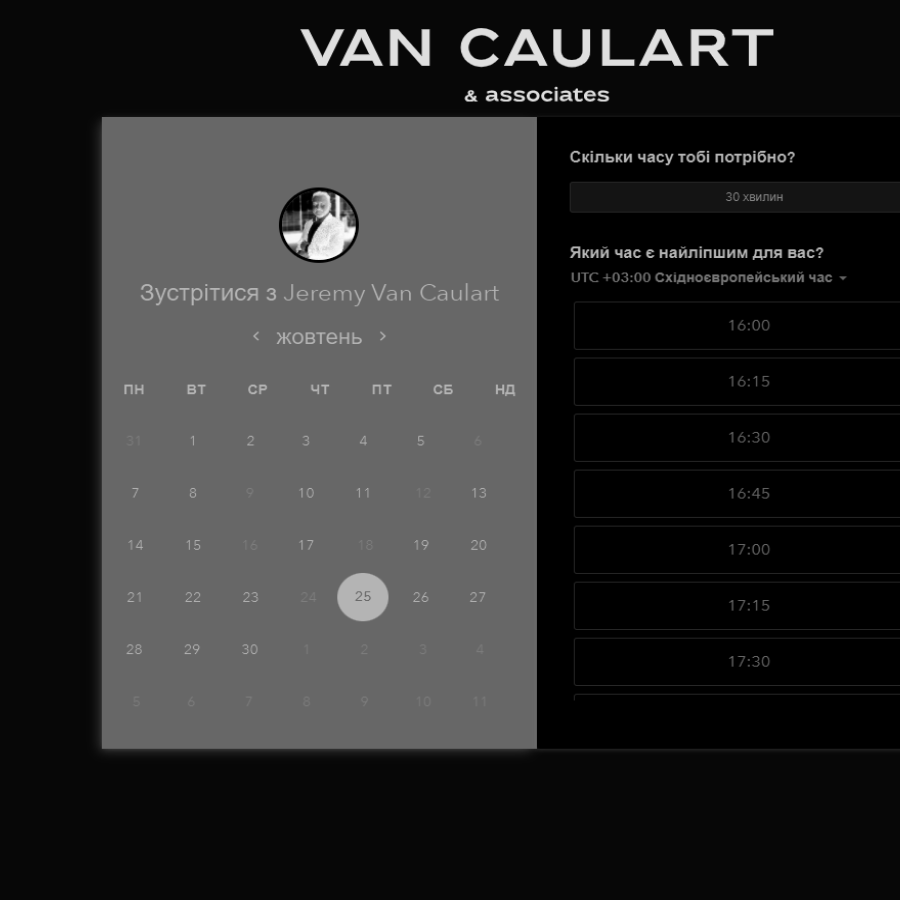 VAN CAULART
& associates
Зустрітися з Jeremy Van Caulart
жовтень
ПН ВТ СР ЧТ ПТ СБ НД
31 1 2 3 4 5 6
7 8 9 10 11 12 13
14 15 16 17 18 19 20
21 22 23 24 25 26 27
28 29 30 1 2 3 4
5 6 7 8 9 10 11
Скільки часу тобі потрібно?
30 хвилин
Який час є найліпшим для вас?
UTC +03:00 Східноєвропейський час
16:00
16:15
16:30
16:45
17:00
17:15
17:30